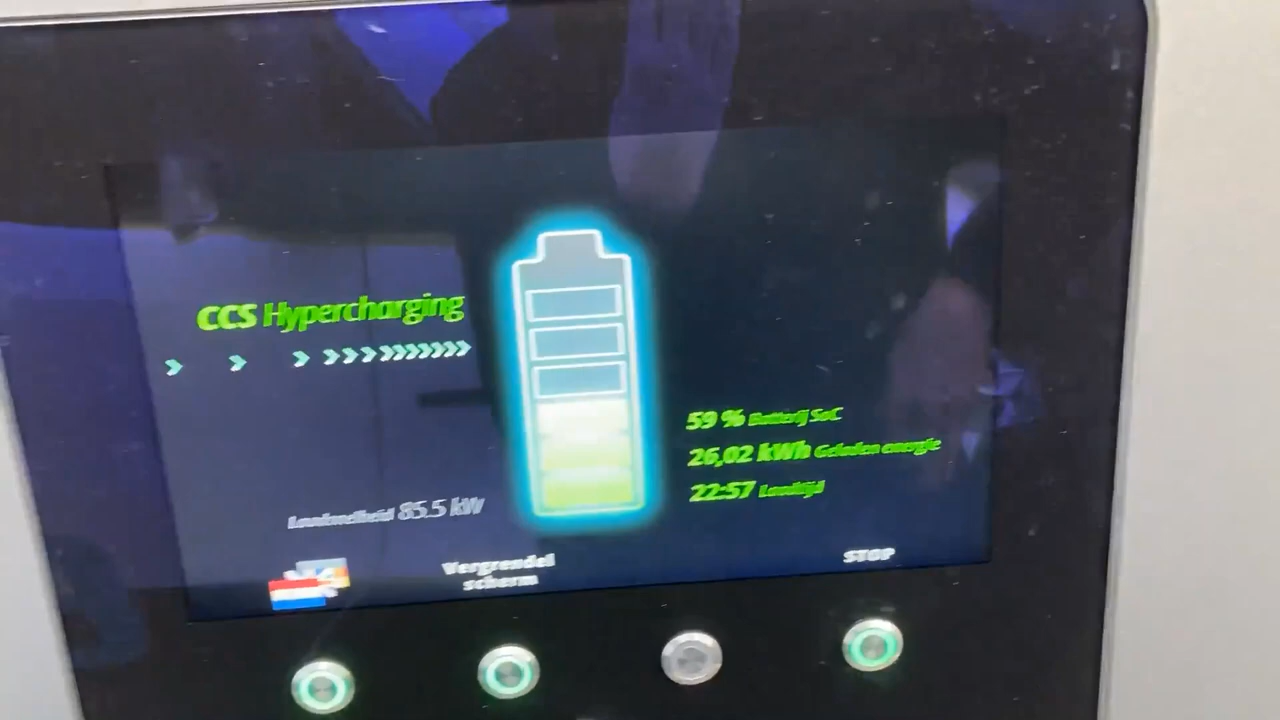 CCS Hypercharging
59 % Batterij SoC
26,02 kWh Geladen energie
22:57 Laadtijd
Laadsnelheid 85.5 kW
Vergrendel
scherm
STOP